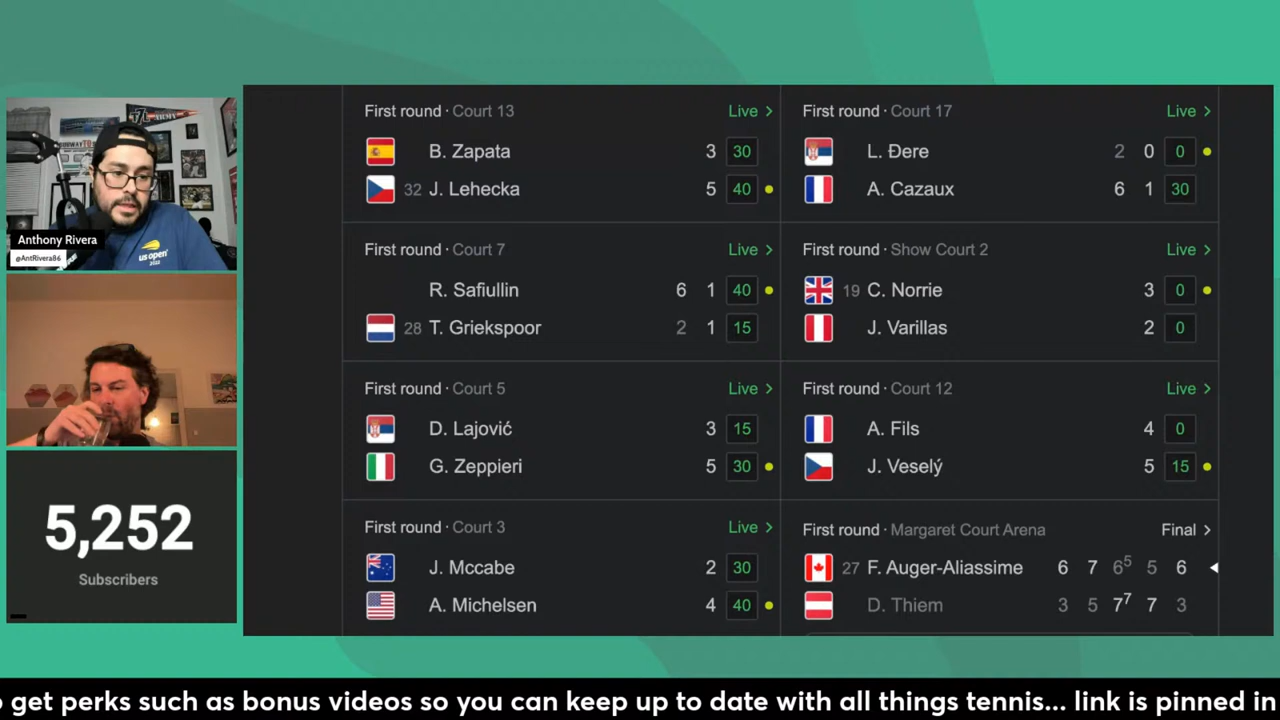 Anthony Rivera
@AntRivera86
us open
2022
ARMY
5,252
Subscribers
First round · Court 13
Live >
B. Zapata 3 30
32 J. Lehecka 5 40
First round · Court 17
Live >
L. Đere 2 0 0
A. Cazaux 6 1 30
First round · Court 7
Live >
R. Safiullin 6 1 40
28 T. Griekspoor 2 1 15
First round · Show Court 2
Live >
19 C. Norrie 3 0
J. Varillas 2 0
First round · Court 5
Live >
D. Lajović 3 15
G. Zeppieri 5 30
First round · Court 12
Live >
A. Fils 4 0
J. Veselý 5 15
First round · Court 3
Live >
J. Mccabe 2 30
A. Michelsen 4 40
First round · Margaret Court Arena
Final >
27 F. Auger-Aliassime 6 7 6⁵ 5 6
D. Thiem 3 5 7⁷ 7 3
get perks such as bonus videos so you can keep up to date with all things tennis... link is pinned in